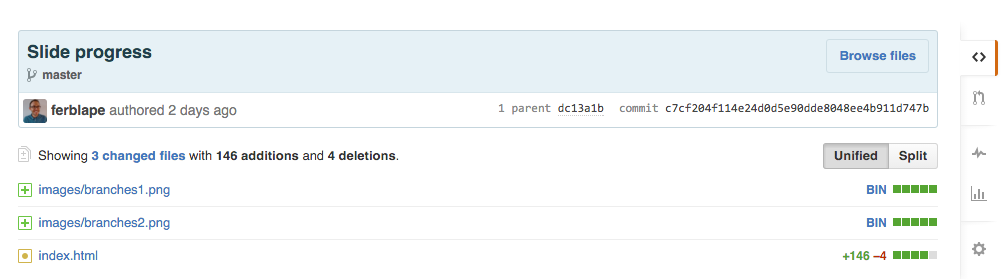 Slide progress
Browse files
master
ferblape authored 2 days ago
1 parent dc13a1b commit c7cf204f114e24d0d5e90dde8048ee4b911d747b
Showing 3 changed files with 146 additions and 4 deletions.
Unified Split
images/branches1.png BIN
images/branches2.png BIN
index.html +146 −4